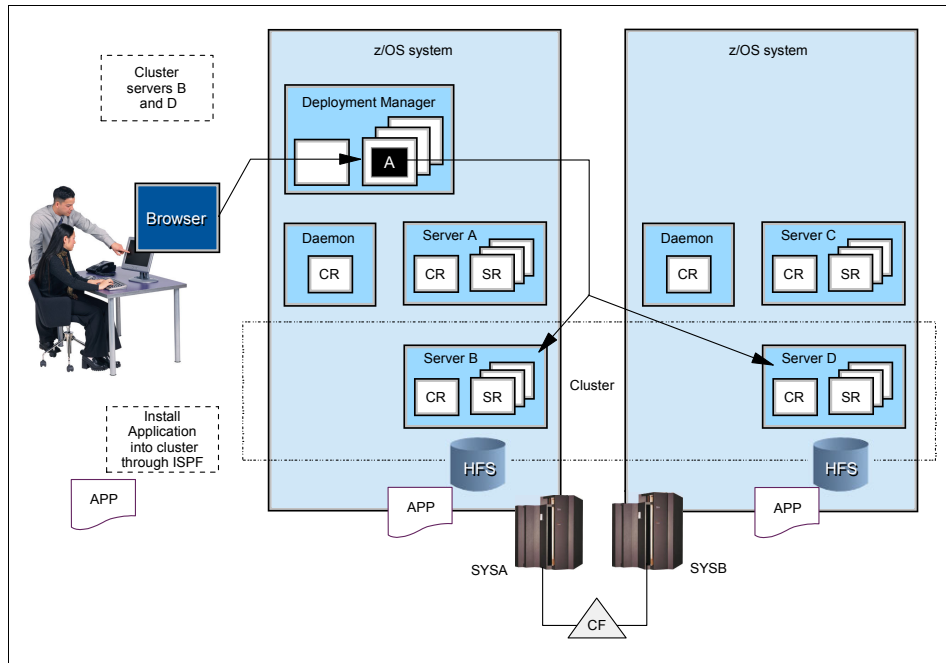 z/OS system
z/OS system
Cluster
servers B
and D
Deployment Manager
A
Browser
Daemon
CR
Server A
CR
SR
Daemon
CR
Server C
CR
SR
Server B
CR
SR
Cluster
Server D
CR
SR
Install
Application
into cluster
through ISPF
HFS
HFS
APP
APP
APP
SYSA
SYSB
CF